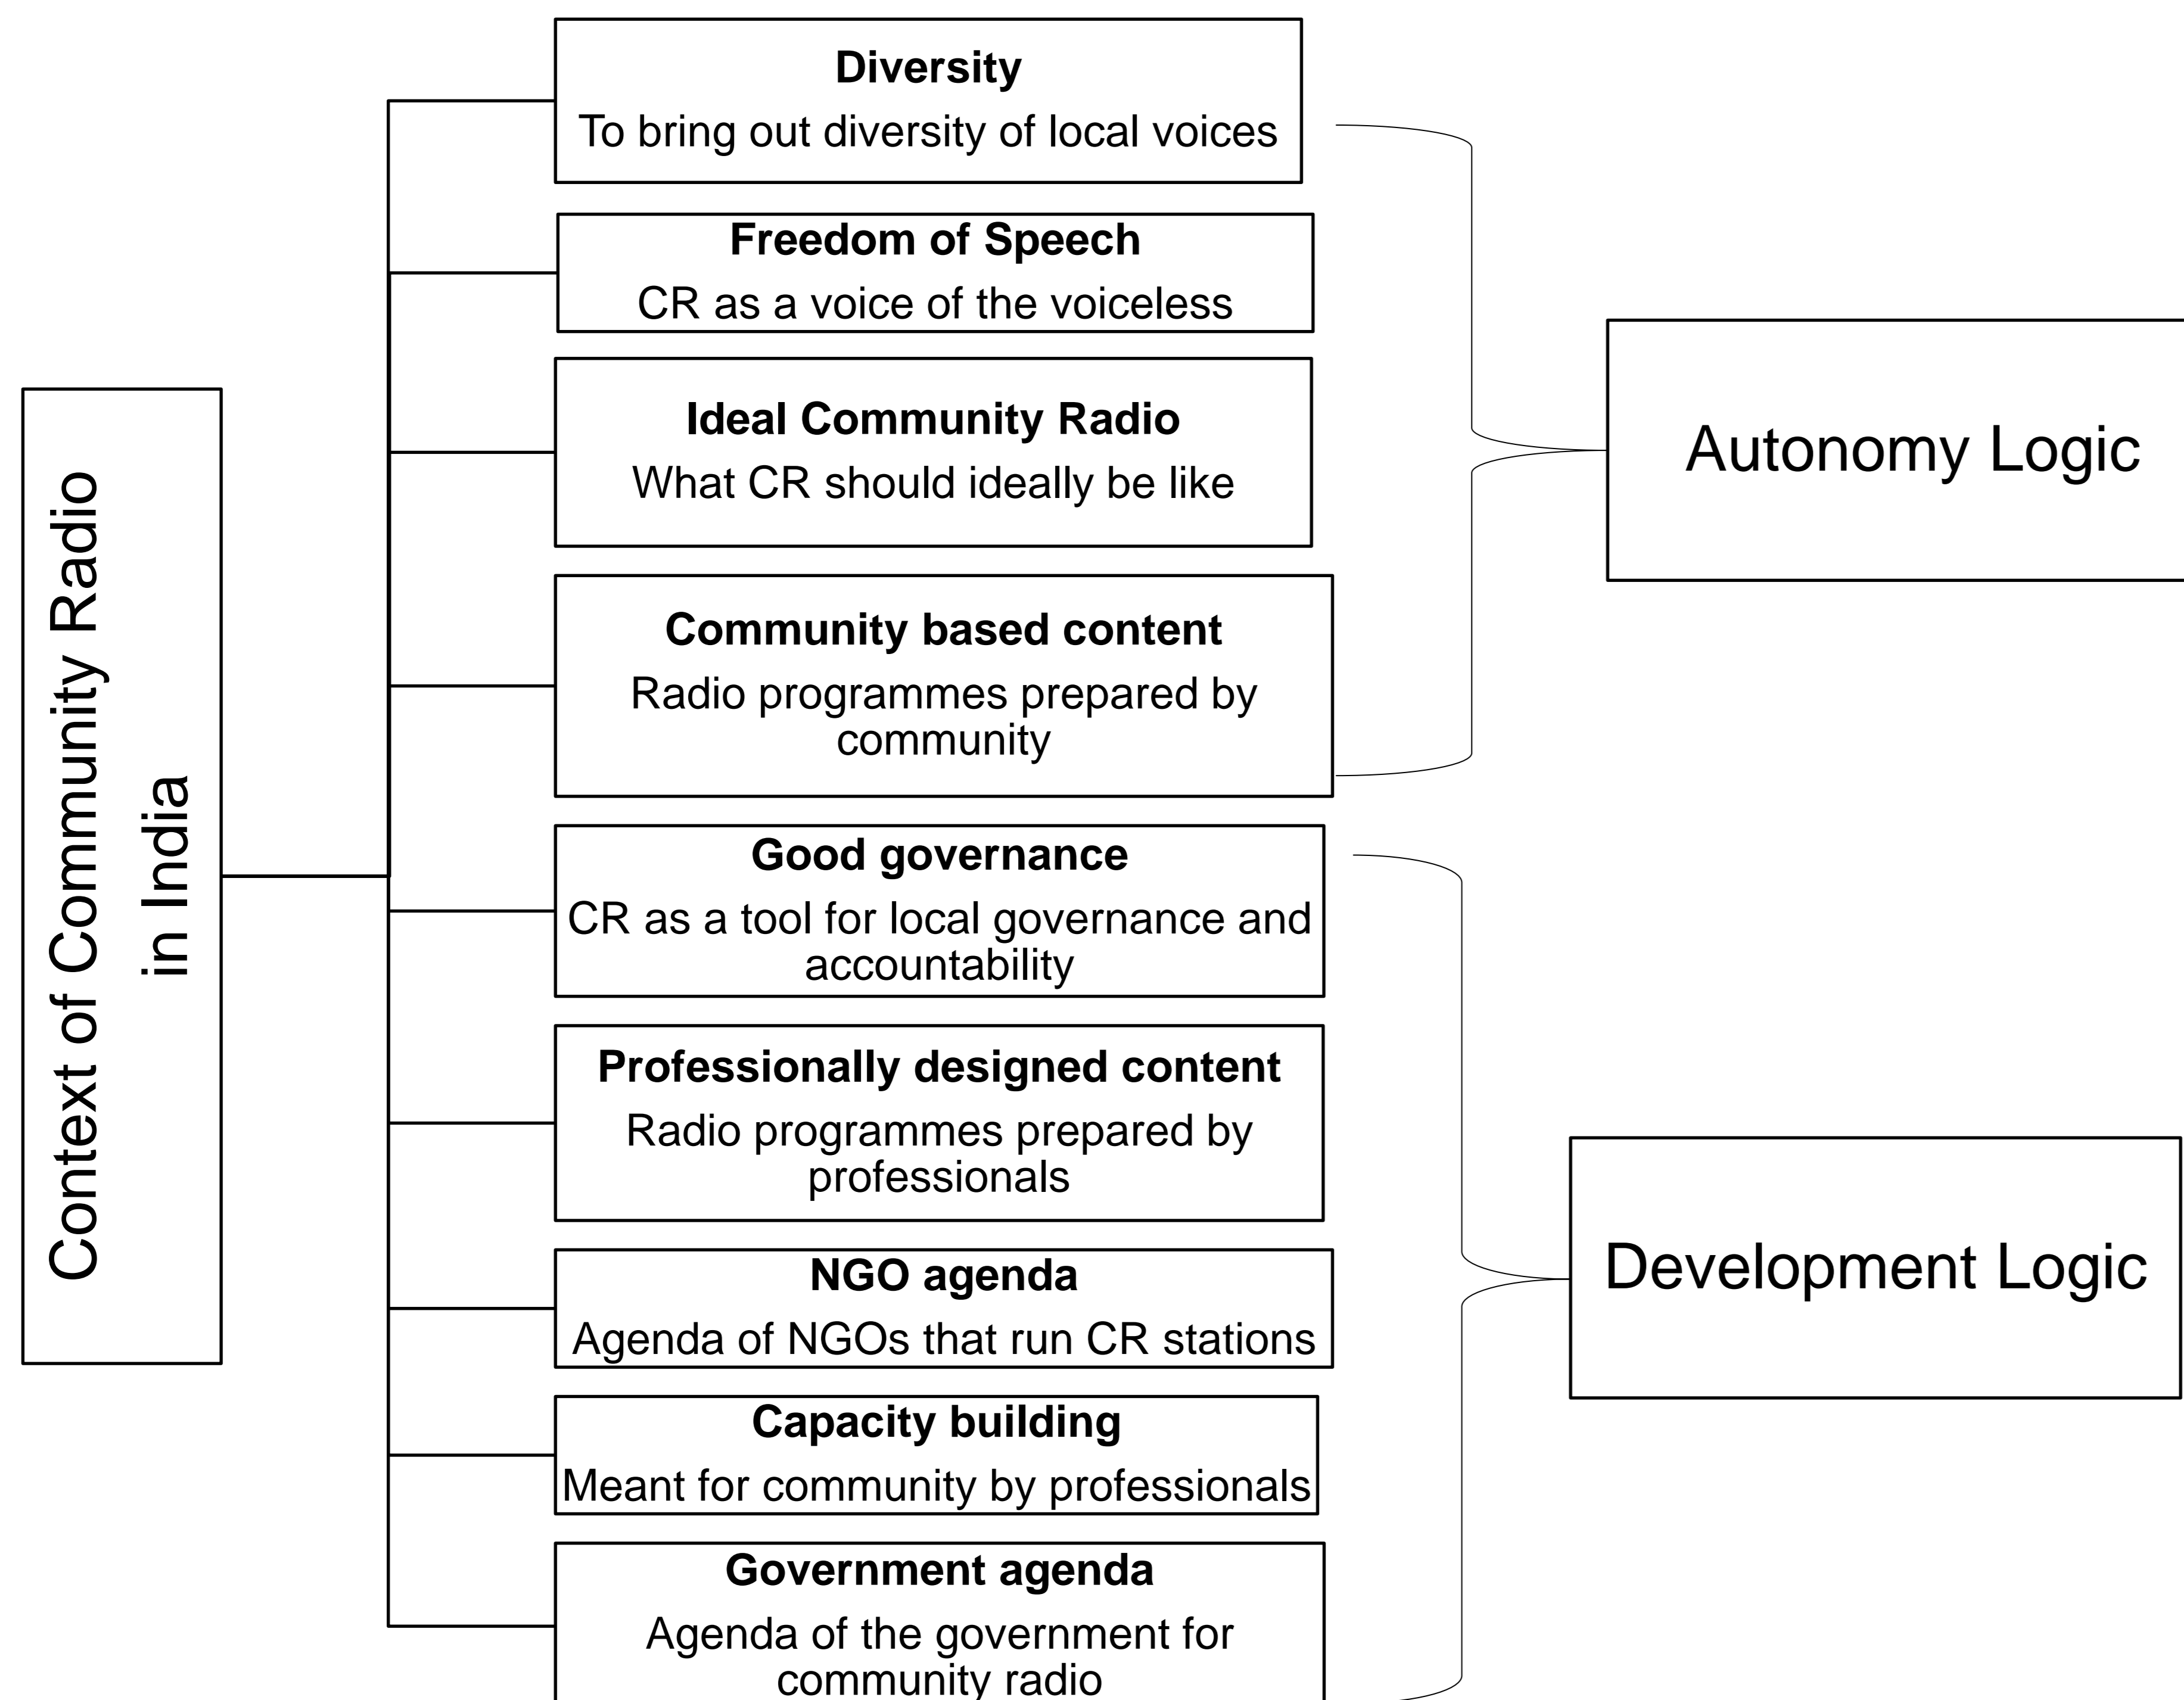 Context of Community Radio
in India
Diversity
To bring out diversity of local voices
Freedom of Speech
CR as a voice of the voiceless
Ideal Community Radio
What CR should ideally be like
Community based content
Radio programmes prepared by
community
Good governance
CR as a tool for local governance and
accountability
Professionally designed content
Radio programmes prepared by
professionals
NGO agenda
Agenda of NGOs that run CR stations
Capacity building
Meant for community by professionals
Government agenda
Agenda of the government for
community radio
Autonomy Logic
Development Logic